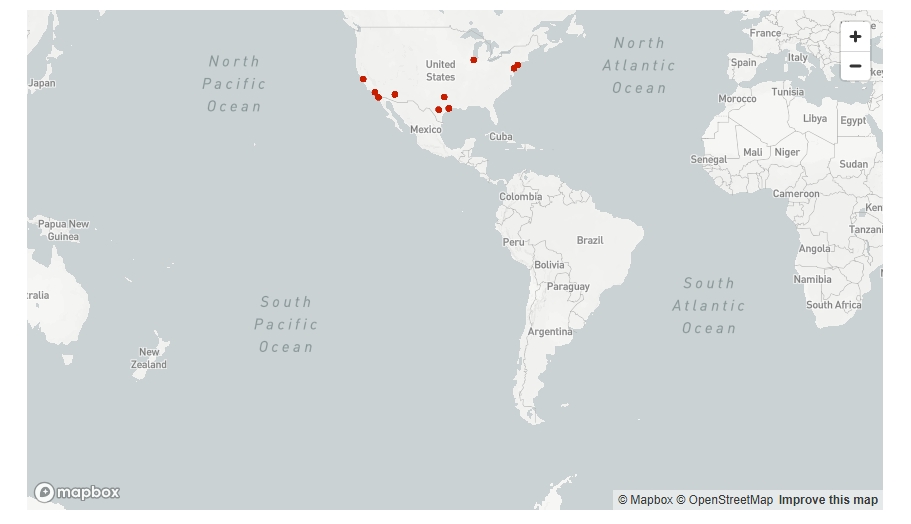 North
Pacific
Ocean
Japan
United
States
Mexico
Cuba
North
Atlantic
Ocean
France
Spain
Italy
+
−
Morocco
Tunisia
Libya
Egypt
Senegal
Mali
Niger
Sudan
Cameroon
Colombia
Papua New
Guinea
Peru
Brazil
Bolivia
Paraguay
Argentina
Angola
Namibia
South Africa
Ken
Tanzani
South
Pacific
Ocean
South
Atlantic
Ocean
New
Zealand
tralia
mapbox
© Mapbox © OpenStreetMap Improve this map